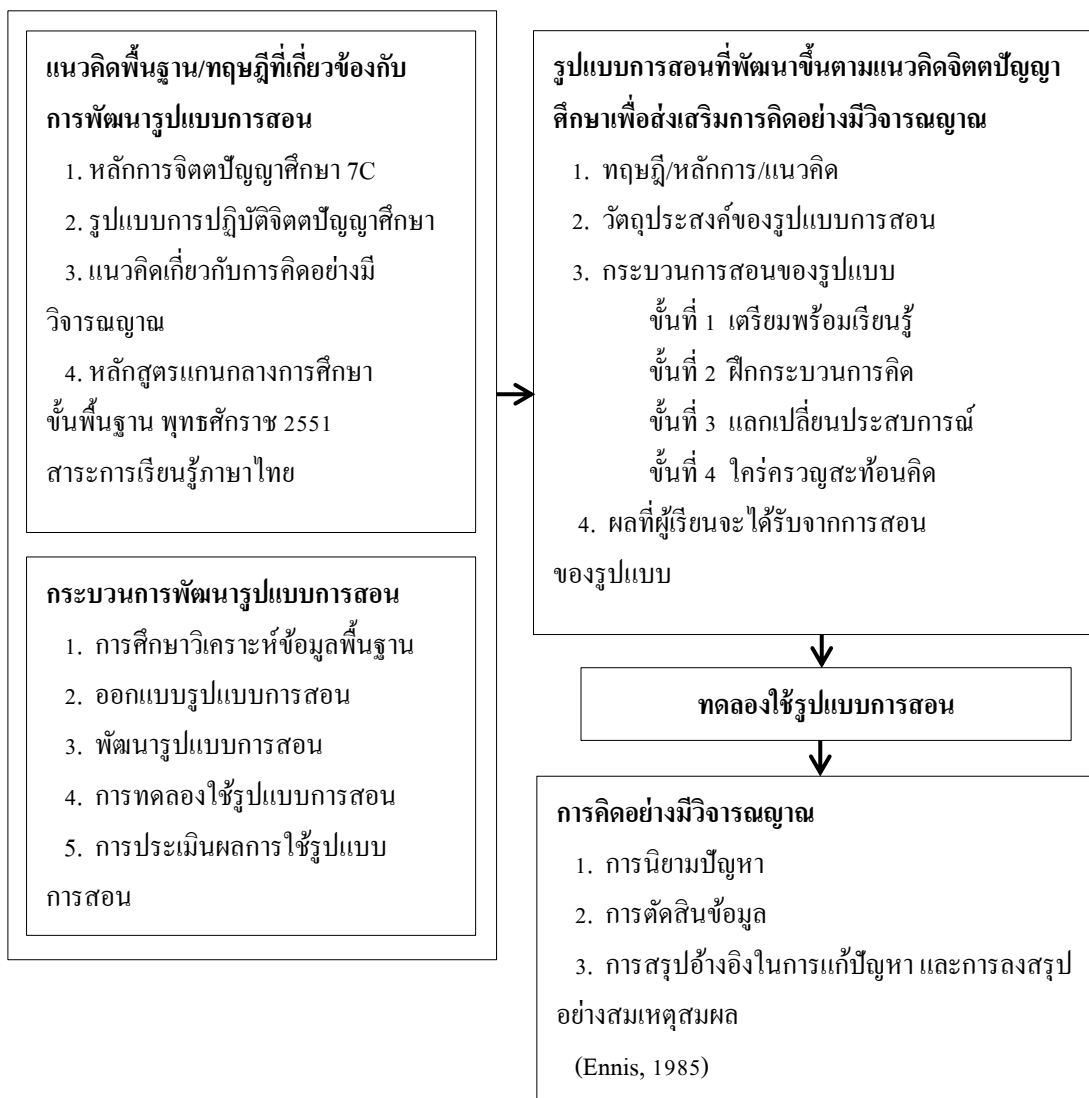 แนวคิดพื้นฐาน/ทฤษฎีที่เกี่ยวข้องกับ
การพัฒนารูปแบบการสอน
1. หลักการจิตตปัญญาศึกษา 7C
2. รูปแบบการปฏิบัติจิตตปัญญาศึกษา
3. แนวคิดเกี่ยวกับการคิดอย่างมี
วิจารณญาณ
4. หลักสูตรแกนกลางการศึกษา
ขั้นพื้นฐาน พุทธศักราช 2551
สาระการเรียนรู้ภาษาไทย
กระบวนการพัฒนารูปแบบการสอน
1. การศึกษาวิเคราะห์ข้อมูลพื้นฐาน
2. ออกแบบรูปแบบการสอน
3. พัฒนารูปแบบการสอน
4. การทดลองใช้รูปแบบการสอน
5. การประเมินผลการใช้รูปแบบ
การสอน
รูปแบบการสอนที่พัฒนาขึ้นตามแนวคิดจิตตปัญญา
ศึกษาเพื่อส่งเสริมการคิดอย่างมีวิจารณญาณ
1. ทฤษฎี/หลักการ/แนวคิด
2. วัตถุประสงค์ของรูปแบบการสอน
3. กระบวนการสอนของรูปแบบ
ขั้นที่ 1 เตรียมพร้อมเรียนรู้
ขั้นที่ 2 ฝึกกระบวนการคิด
ขั้นที่ 3 แลกเปลี่ยนประสบการณ์
ขั้นที่ 4 ใคร่ครวญสะท้อนคิด
4. ผลที่ผู้เรียนจะได้รับจากการสอน
ของรูปแบบ
ทดลองใช้รูปแบบการสอน
การคิดอย่างมีวิจารณญาณ
1. การนิยามปัญหา
2. การตัดสินข้อมูล
3. การสรุปอ้างอิงในการแก้ปัญหา และการลงสรุป
อย่างสมเหตุสมผล
(Ennis, 1985)